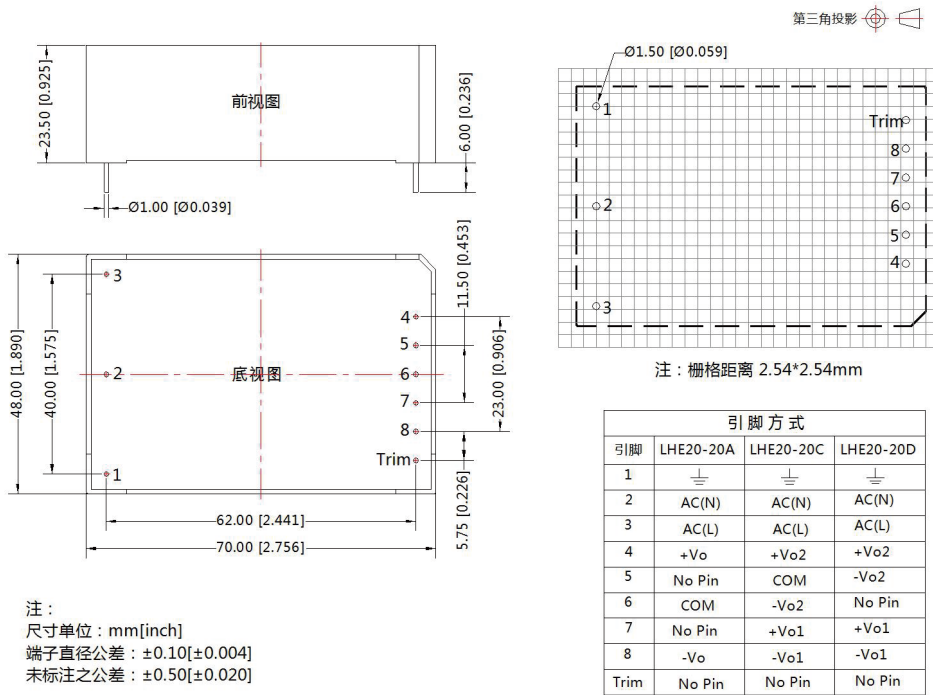 第三角投影
23.50 [0.925]
前视图
6.00 [0.236]
Ø1.00 [Ø0.039]
Ø1.50 [Ø0.059]
1
2
3
Trim
8
7
6
5
4
注：栅格距离 2.54*2.54mm
48.00 [1.890]
40.00 [1.575]
3
2
1
底视图
4
5
6
7
8
Trim
11.50 [0.453]
23.00 [0.906]
5.75 [0.226]
62.00 [2.441]
70.00 [2.756]
注：
尺寸单位：mm[inch]
端子直径公差：±0.10[±0.004]
未标注之公差：±0.50[±0.020]
引脚方式
引脚 LHE20-20A LHE20-20C LHE20-20D
1
2 AC(N) AC(N) AC(N)
3 AC(L) AC(L) AC(L)
4 +Vo +Vo2 +Vo2
5 No Pin COM -Vo2
6 COM -Vo2 No Pin
7 No Pin +Vo1 +Vo1
8 -Vo -Vo1 -Vo1
Trim No Pin No Pin No Pin